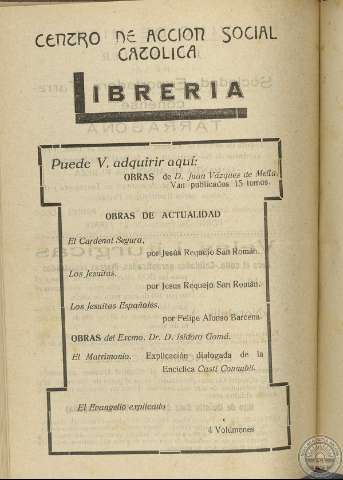 CENTRO DE ACCION SOCIAL
CATOLICA
LIBRERIA
Puede V. adquirir aquí:
OBRAS de D. Juan Vázques de Mella.
Van publicados 15 tomos.
OBRAS DE ACTUALIDAD
El Cardenal Segura,
por Jesús Requejo San Román.
Los Jesuitas.
por Jesus Requejo San Román.
Los Jesuitas Españoles.
por Felipe Alonso Barcena.
OBRAS del Excmo. Dr. D. Isidoro Gomá.
El Matrimonio. Explicación dialogada de la
Encíclica Casti Connubii.
El Evangelio explicado
4 Volúmenes